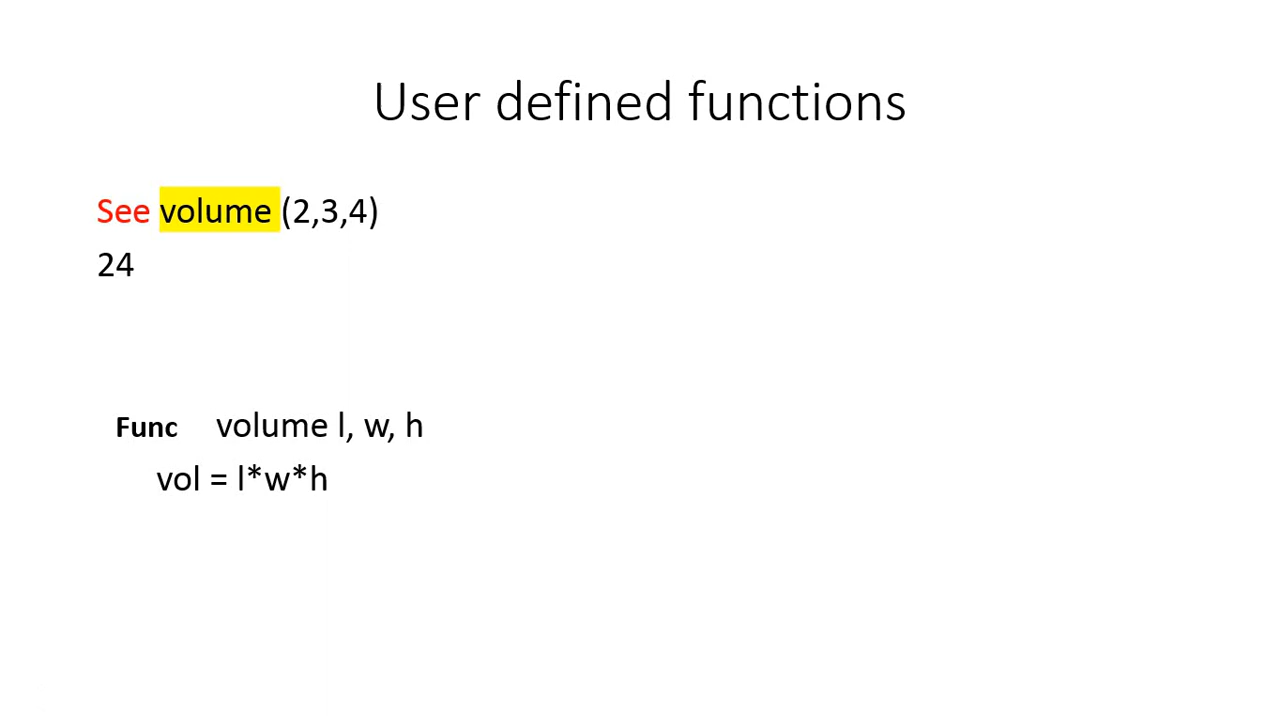 User defined functions
See volume (2,3,4)
24
Func volume l, w, h
vol = l*w*h